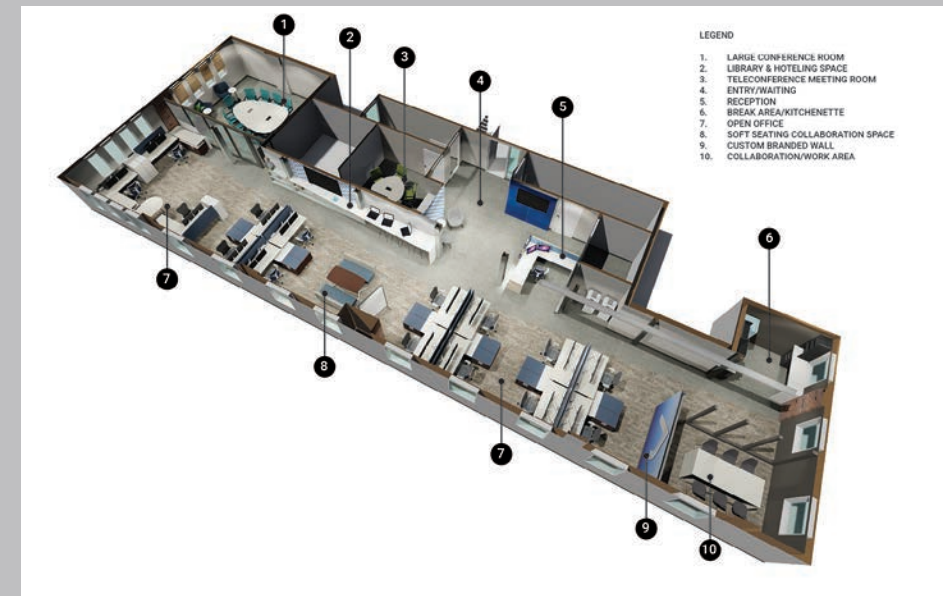 1
2
3
4
5
6
7
8
7
9
10
LEGEND
1. LARGE CONFERENCE ROOM
2. LIBRARY & HOTELING SPACE
3. TELECONFERENCE MEETING ROOM
4. ENTRY/WAITING
5. RECEPTION
6. BREAK AREA/KITCHENETTE
7. OPEN OFFICE
8. SOFT SEATING COLLABORATION SPACE
9. CUSTOM BRANDED WALL
10. COLLABORATION/WORK AREA